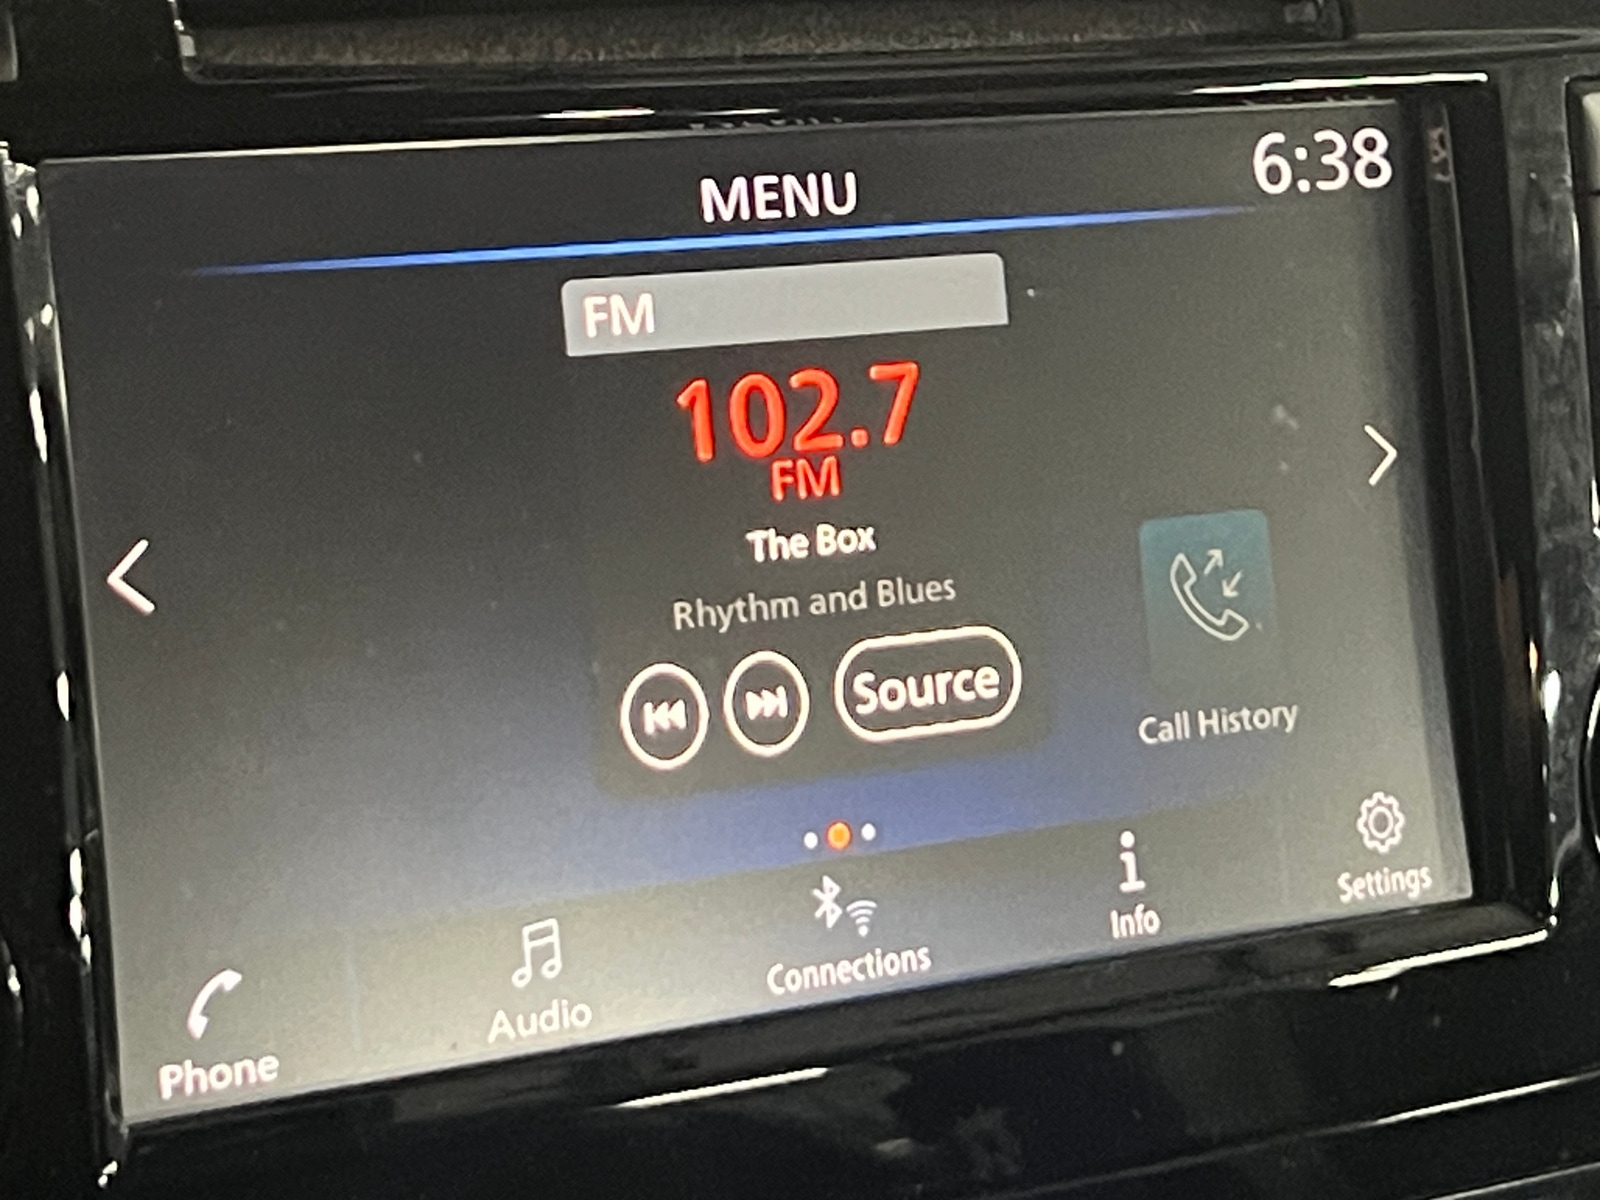 MENU
6:38
FM
102.7
FM
The Box
Rhythm and Blues
Source
Call History
Phone
Audio
Connections
Info
Settings